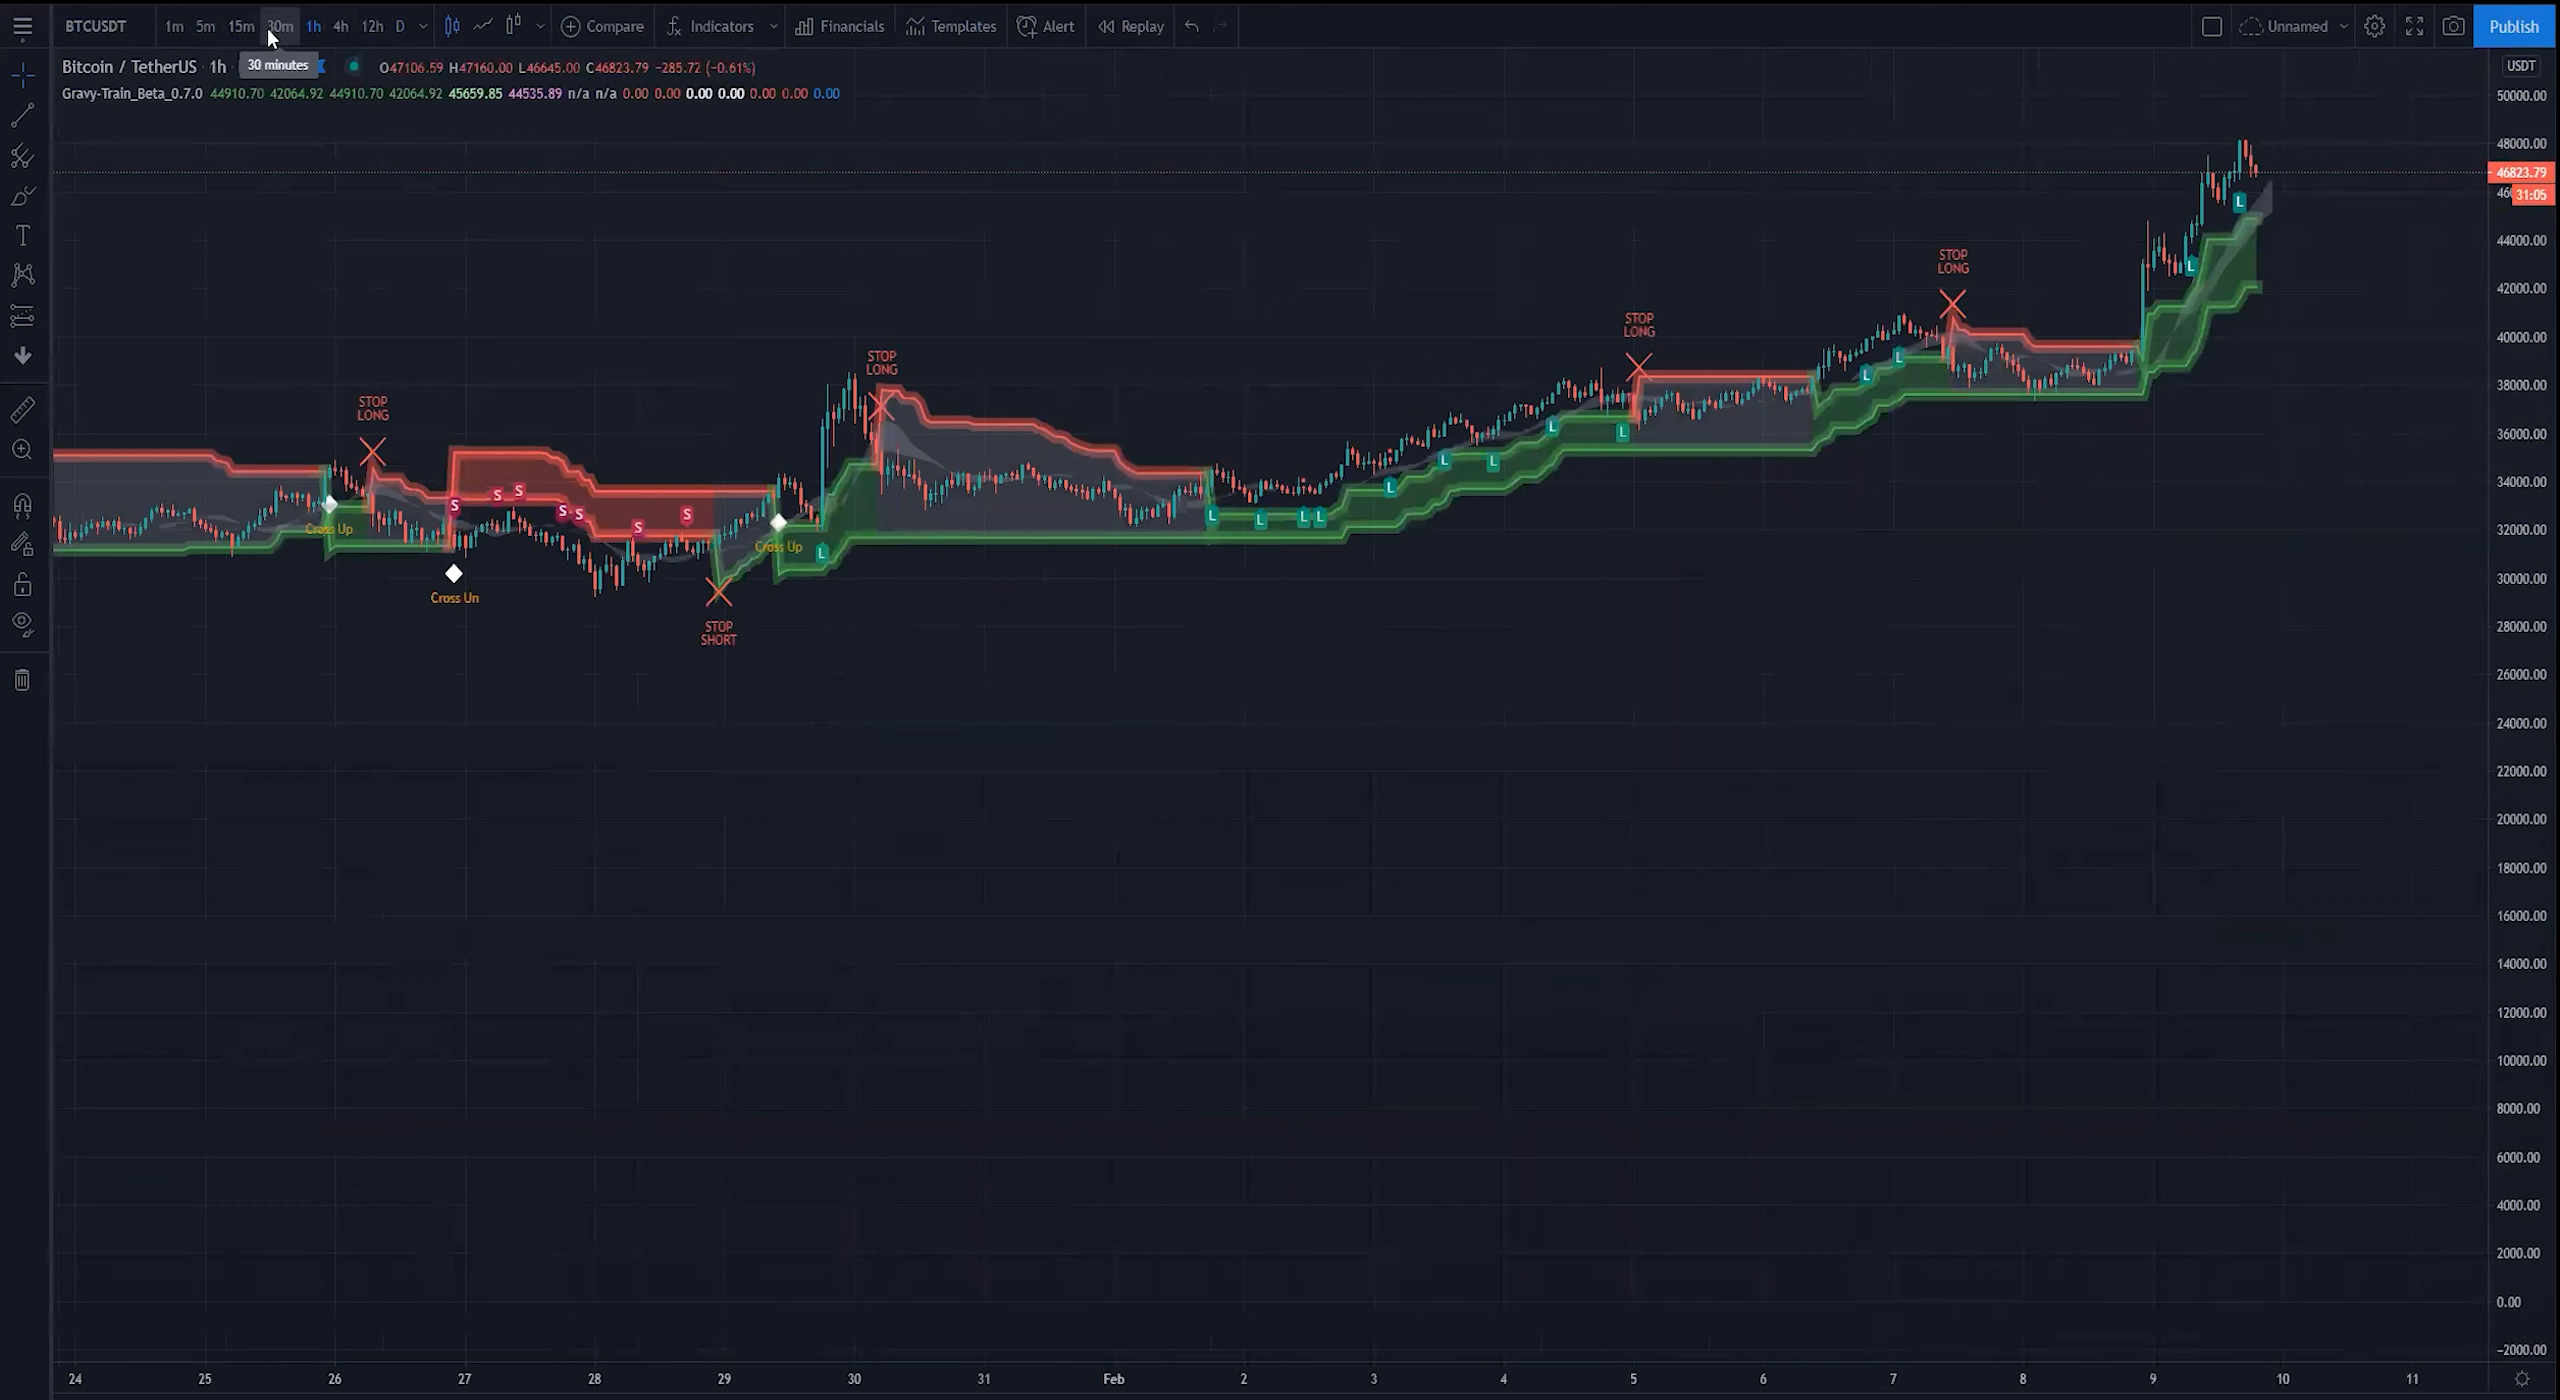 BTCUSDT 1m 5m 15m 30m 1h 4h 12h D Compare Indicators Financials Templates Alert Replay Unnamed Publish
Bitcoin / TetherUS · 1h · 30 minutes O47106.59 H47160.00 L46645.00 C46823.79 −285.72 (−0.61%)
Gravy-Train_Beta_0.7.0 44910.70 42064.92 44910.70 42064.92 45659.85 44535.89 n/a n/a 0.00 0.00 0.00 0.00 0.00 0.00 0.00
USDT
50000.00
48000.00
46823.79
31:05
44000.00
42000.00
40000.00
38000.00
36000.00
34000.00
32000.00
30000.00
28000.00
26000.00
24000.00
22000.00
20000.00
18000.00
16000.00
14000.00
12000.00
10000.00
8000.00
6000.00
4000.00
2000.00
0.00
−2000.00
STOP
LONG
Cross Up
S
S
S
S
S
S
S
Cross Un
STOP
SHORT
Cross Up
L
STOP
LONG
L
L
L
L
L
L
L
L
L
STOP
LONG
L
L
STOP
LONG
L
L
24 25 26 27 28 29 30 31 Feb 2 3 4 5 6 7 8 9 10 11